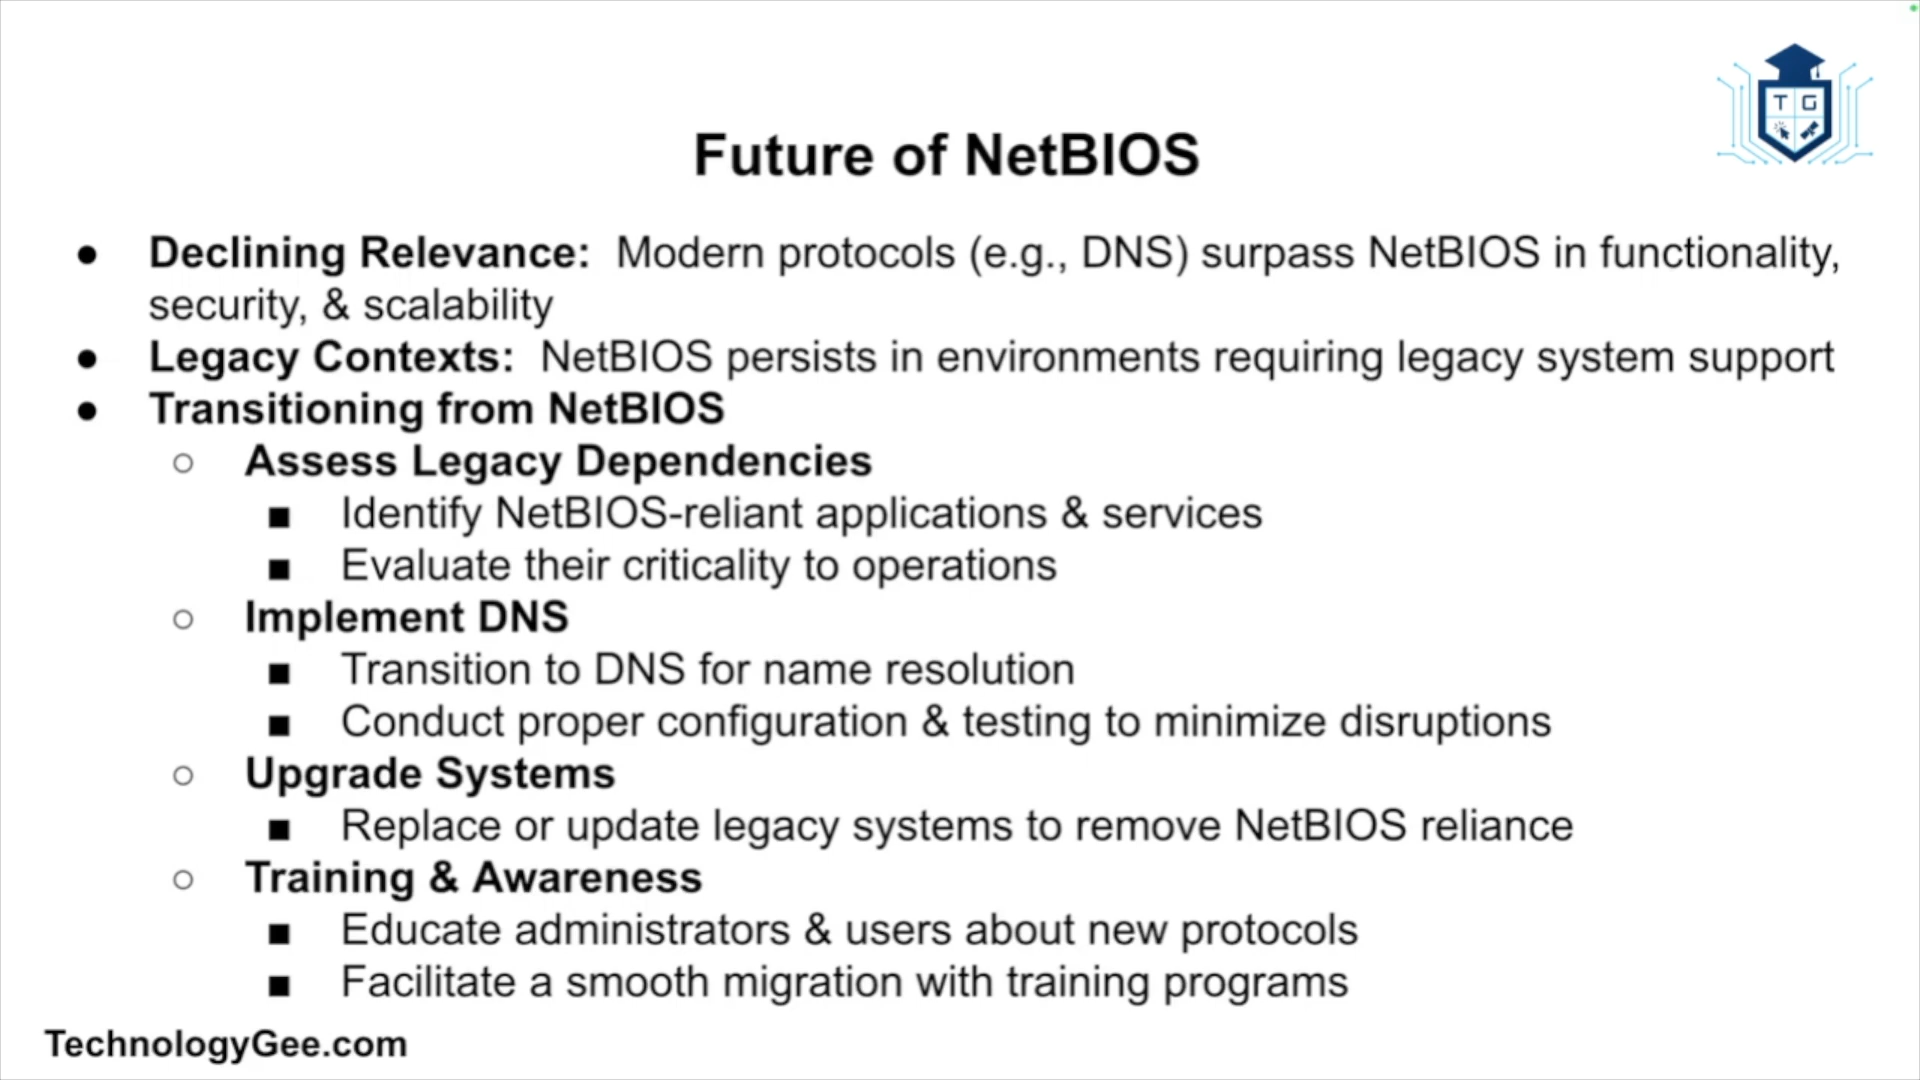 T G
Future of NetBIOS
● Declining Relevance: Modern protocols (e.g., DNS) surpass NetBIOS in functionality,
security, & scalability
● Legacy Contexts: NetBIOS persists in environments requiring legacy system support
● Transitioning from NetBIOS
○ Assess Legacy Dependencies
■ Identify NetBIOS-reliant applications & services
■ Evaluate their criticality to operations
○ Implement DNS
■ Transition to DNS for name resolution
■ Conduct proper configuration & testing to minimize disruptions
○ Upgrade Systems
■ Replace or update legacy systems to remove NetBIOS reliance
○ Training & Awareness
■ Educate administrators & users about new protocols
■ Facilitate a smooth migration with training programs
TechnologyGee.com